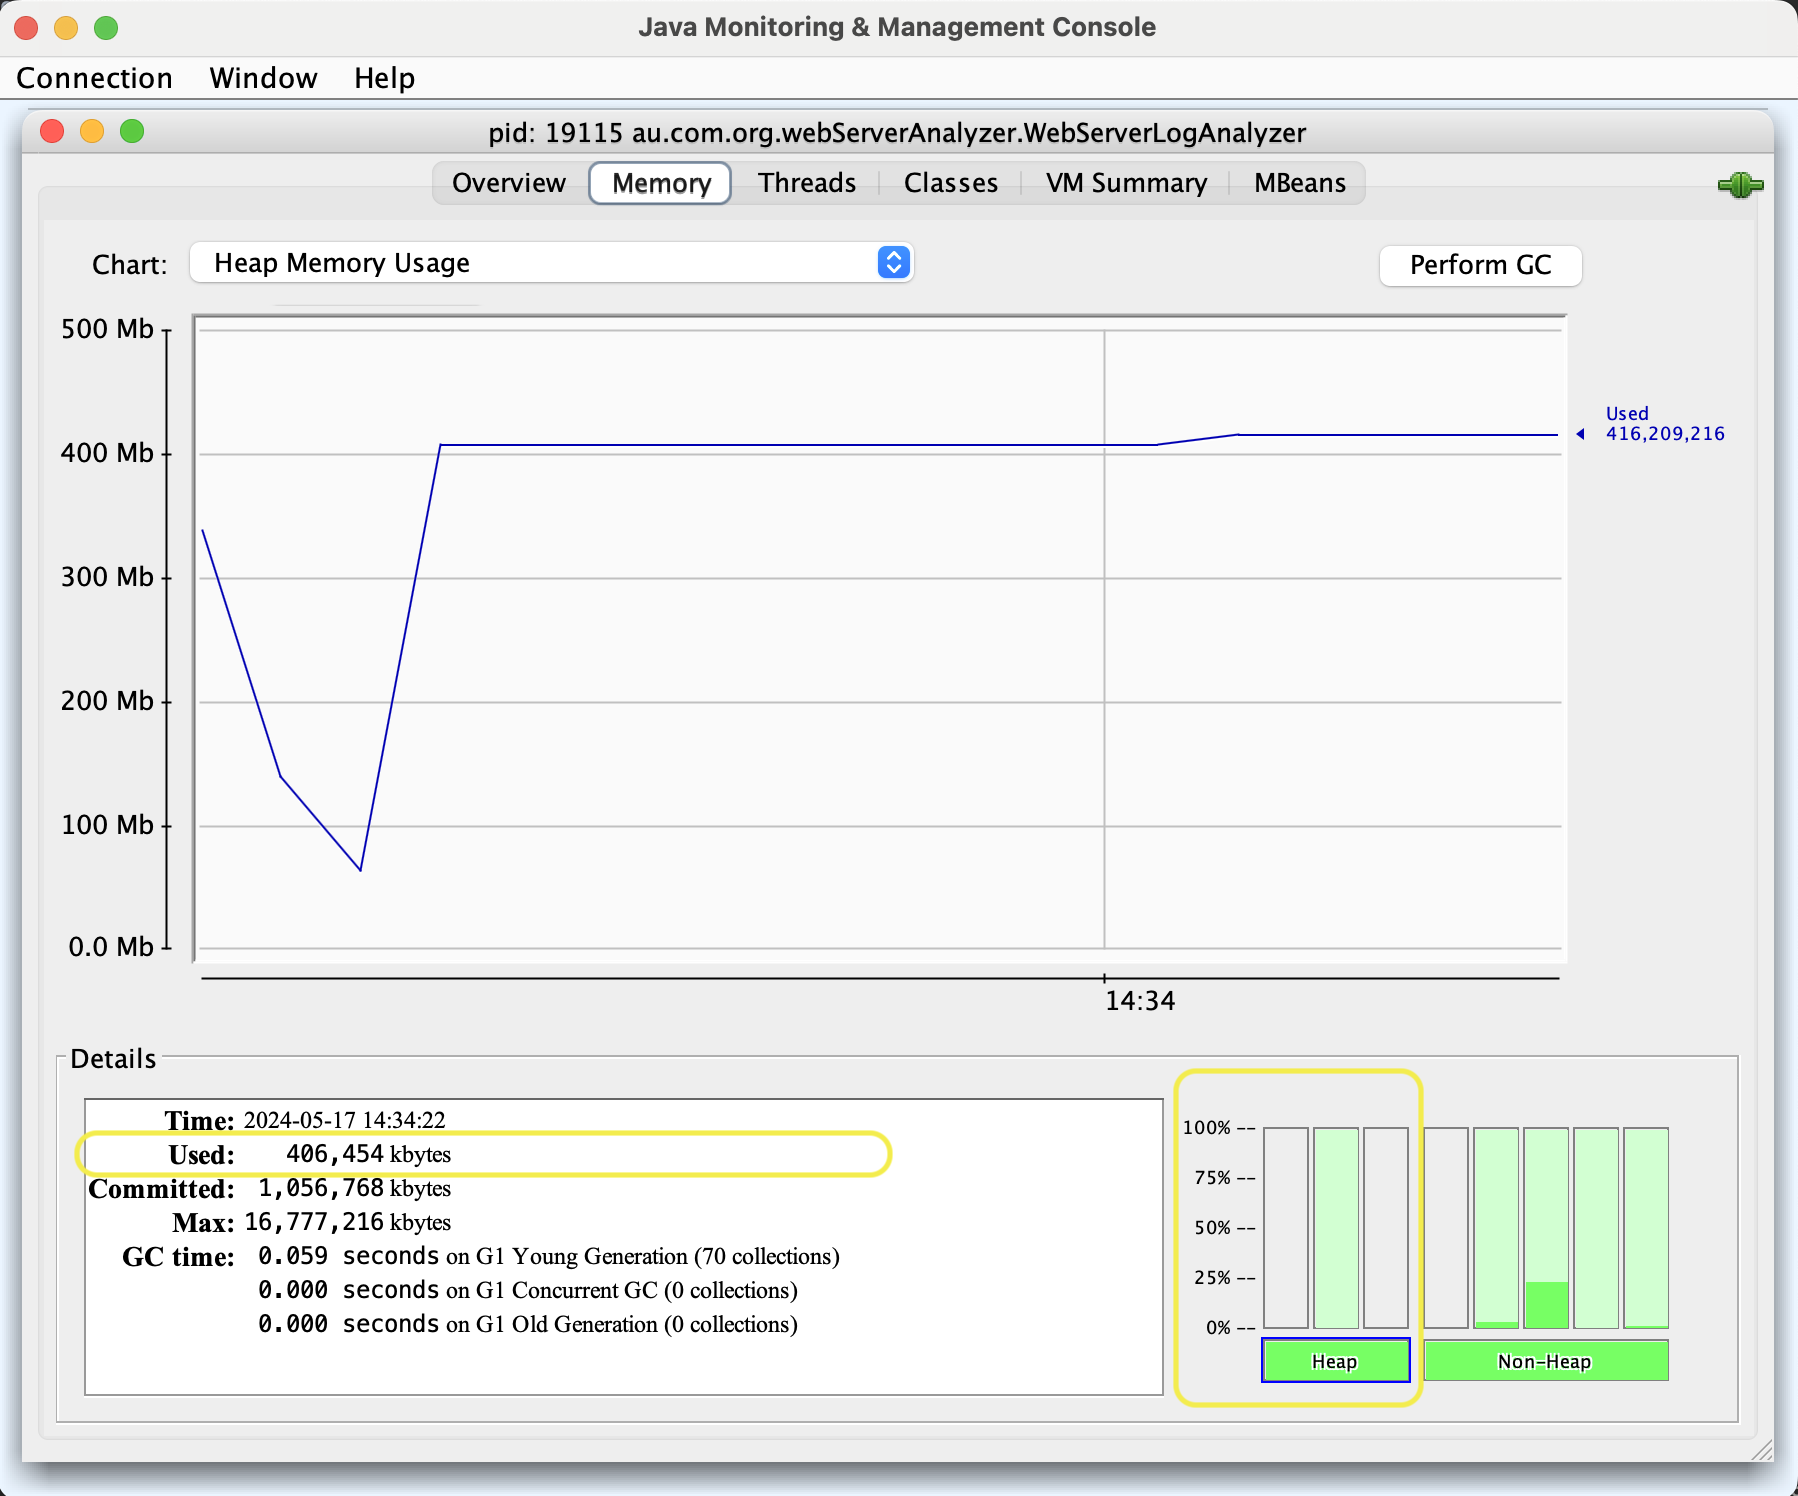 Java Monitoring & Management Console
Connection Window Help
pid: 19115 au.com.org.webServerAnalyzer.WebServerLogAnalyzer
Overview Memory Threads Classes VM Summary MBeans
Chart: Heap Memory Usage Perform GC
500 Mb
400 Mb
300 Mb
200 Mb
100 Mb
0.0 Mb
Used
416,209,216
14:34
Details
Time: 2024-05-17 14:34:22
Used: 406,454 kbytes
Committed: 1,056,768 kbytes
Max: 16,777,216 kbytes
GC time: 0.059 seconds on G1 Young Generation (70 collections)
0.000 seconds on G1 Concurrent GC (0 collections)
0.000 seconds on G1 Old Generation (0 collections)
100% --
75% --
50% --
25% --
0% --
Heap Non-Heap